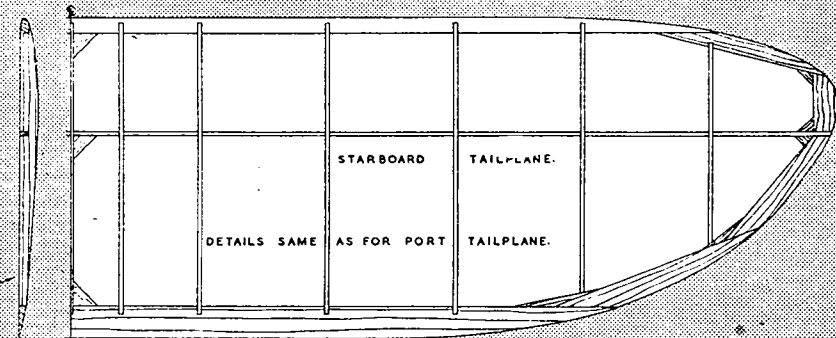 STARBOARD TAILPLANE.
DETAILS SAME AS FOR PORT TAILPLANE.